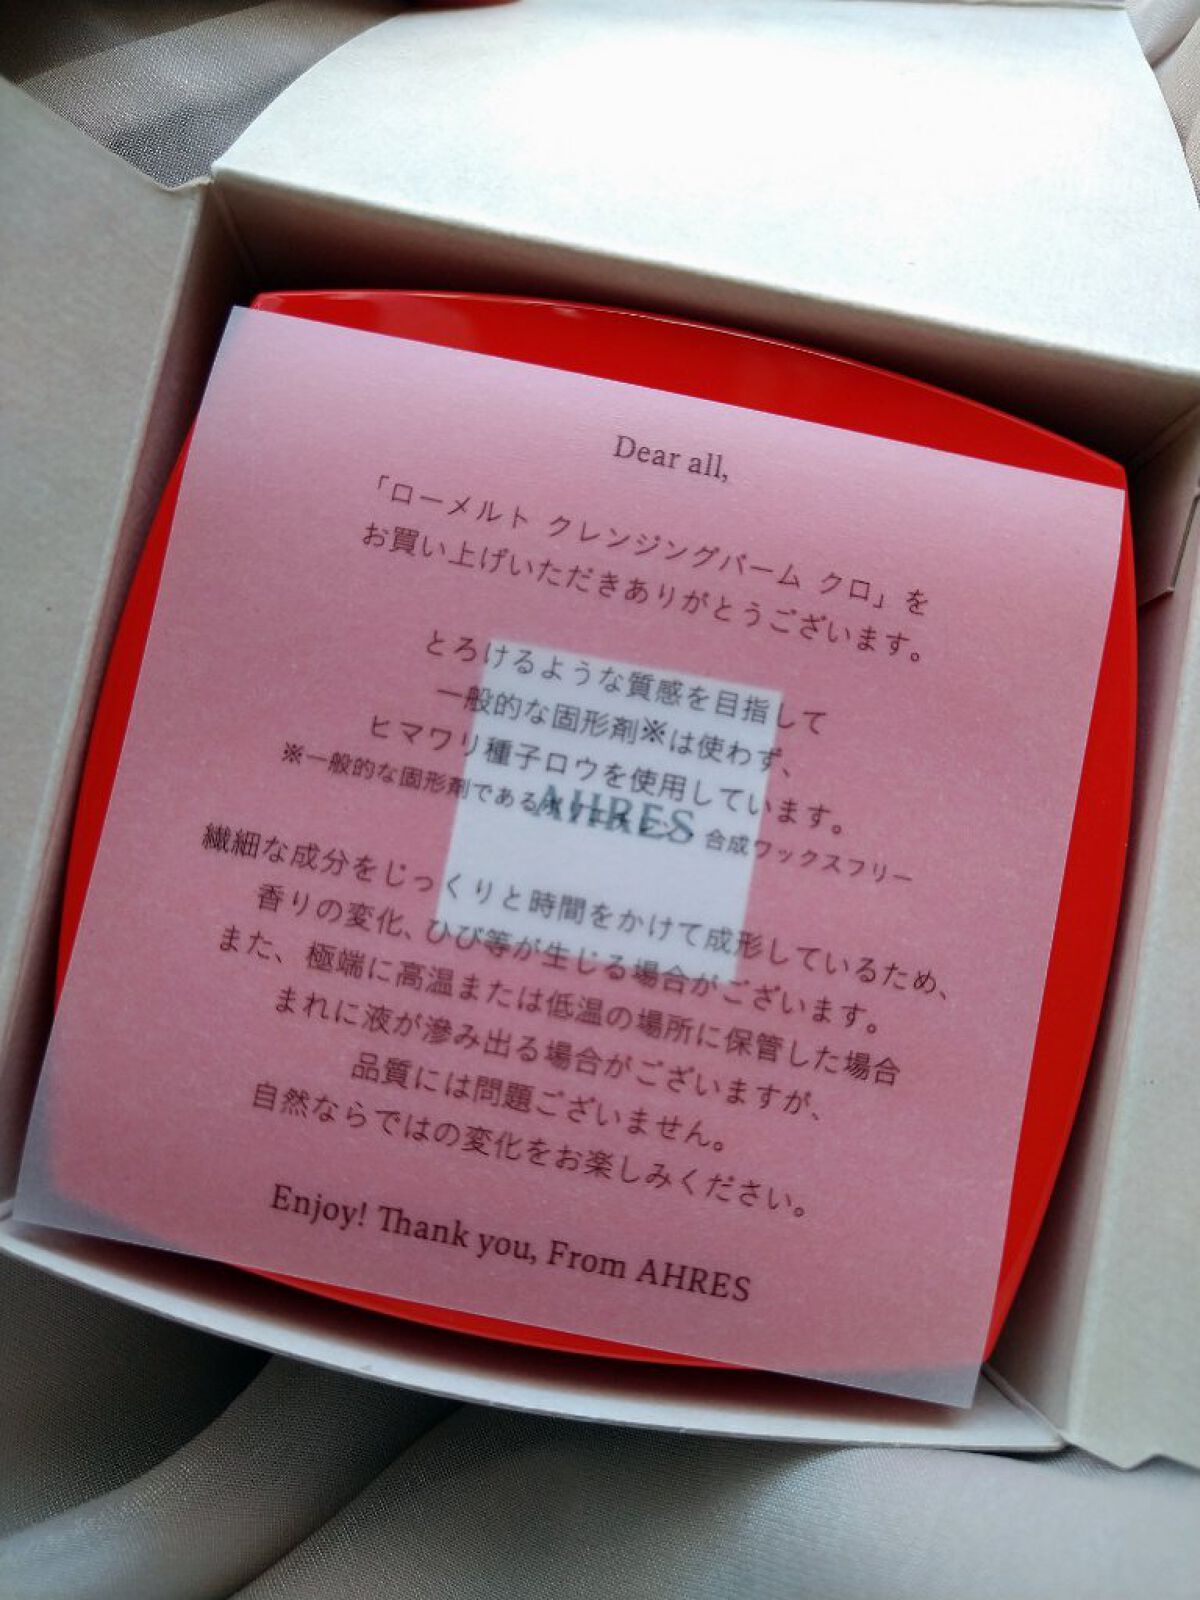 Dear all,
「ローメルト クレンジングバーム クロ」を
お買い上げいただきありがとうございます。
とろけるような質感を目指して
一般的な固形剤※は使わず、
ヒマワリ種子ロウを使用しています。
※一般的な固形剤である 合成ワックスフリー
AHRES
繊細な成分をじっくりと時間をかけて成形しているため、
香りの変化、ひび等が生じる場合がございます。
また、極端に高温または低温の場所に保管した場合
まれに液が滲み出る場合がございますが、
品質には問題ございません。
自然ならではの変化をお楽しみください。
Enjoy! Thank you, From AHRES